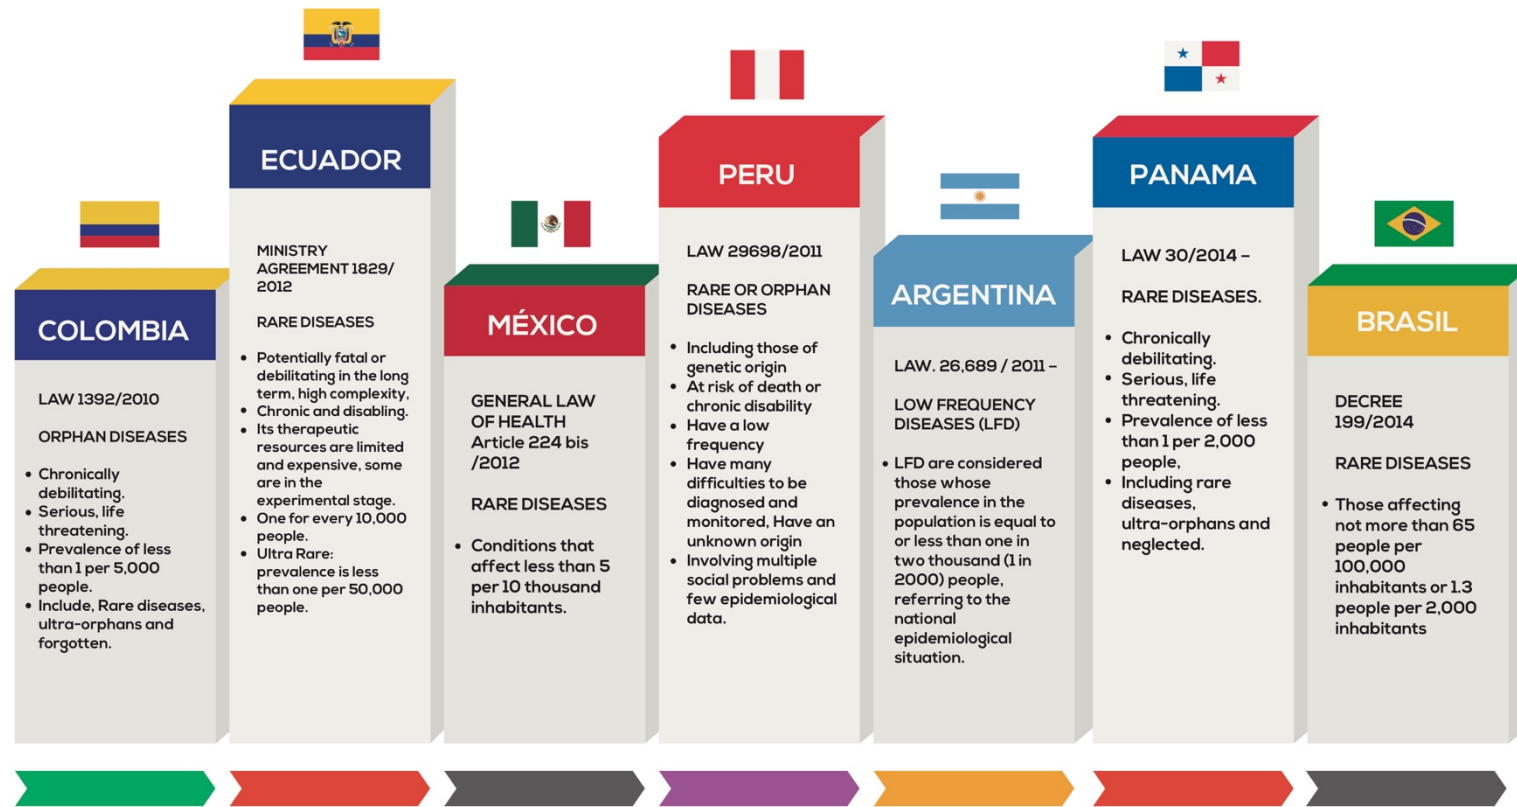 COLOMBIA
LAW 1392/2010
ORPHAN DISEASES
• Chronically
debilitating.
• Serious, life
threatening.
• Prevalence of less
than 1 per 5,000
people.
• Include, Rare diseases,
ultra-orphans and
forgotten.
ECUADOR
MINISTRY
AGREEMENT 1829/
2012
RARE DISEASES
• Potentially fatal or
debilitating in the long
term, high complexity,
• Chronic and disabling.
• Its therapeutic
resources are limited
and expensive, some
are in the
experimental stage.
• One for every 10,000
people.
• Ultra Rare:
prevalence is less
than one per 50,000
people.
MÉXICO
GENERAL LAW
OF HEALTH
Article 224 bis
/2012
RARE DISEASES
• Conditions that
affect less than 5
per 10 thousand
inhabitants.
PERU
LAW 29698/2011
RARE OR ORPHAN
DISEASES
• Including those of
genetic origin
• At risk of death or
chronic disability
• Have a low
frequency
• Have many
difficulties to be
diagnosed and
monitored, Have an
unknown origin
• Involving multiple
social problems and
few epidemiological
data.
ARGENTINA
LAW. 26,689 / 2011 –
LOW FREQUENCY
DISEASES (LFD)
• LFD are considered
those whose
prevalence in the
population is equal to
or less than one in
two thousand (1 in
2000) people,
referring to the
national
epidemiological
situation.
PANAMA
LAW 30/2014 –
RARE DISEASES.
• Chronically
debilitating.
• Serious, life
threatening.
• Prevalence of less
than 1 per 2,000
people,
• Including rare
diseases,
ultra-orphans and
neglected.
BRASIL
DECREE
199/2014
RARE DISEASES
• Those affecting
not more than 65
people per
100,000
inhabitants or 1.3
people per 2,000
inhabitants